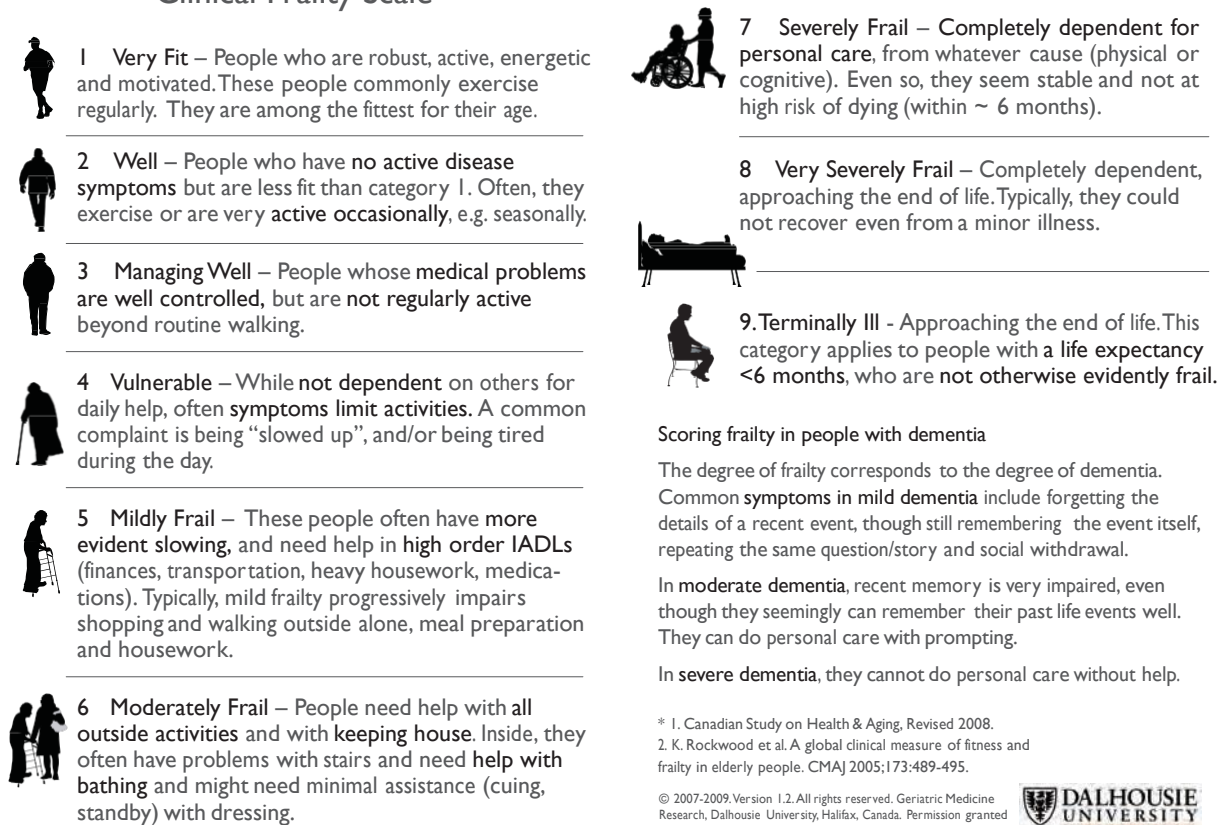 Clinical Frailty Scale
1 Very Fit – People who are robust, active, energetic
and motivated. These people commonly exercise
regularly. They are among the fittest for their age.
2 Well – People who have no active disease
symptoms but are less fit than category 1. Often, they
exercise or are very active occasionally, e.g. seasonally.
3 Managing Well – People whose medical problems
are well controlled, but are not regularly active
beyond routine walking.
4 Vulnerable – While not dependent on others for
daily help, often symptoms limit activities. A common
complaint is being “slowed up”, and/or being tired
during the day.
5 Mildly Frail – These people often have more
evident slowing, and need help in high order IADLs
(finances, transportation, heavy housework, medica-
tions). Typically, mild frailty progressively impairs
shopping and walking outside alone, meal preparation
and housework.
6 Moderately Frail – People need help with all
outside activities and with keeping house. Inside, they
often have problems with stairs and need help with
bathing and might need minimal assistance (cuing,
standby) with dressing.
7 Severely Frail – Completely dependent for
personal care, from whatever cause (physical or
cognitive). Even so, they seem stable and not at
high risk of dying (within ~ 6 months).
8 Very Severely Frail – Completely dependent,
approaching the end of life. Typically, they could
not recover even from a minor illness.
9. Terminally Ill - Approaching the end of life. This
category applies to people with a life expectancy
<6 months, who are not otherwise evidently frail.
Scoring frailty in people with dementia
The degree of frailty corresponds to the degree of dementia.
Common symptoms in mild dementia include forgetting the
details of a recent event, though still remembering the event itself,
repeating the same question/story and social withdrawal.
In moderate dementia, recent memory is very impaired, even
though they seemingly can remember their past life events well.
They can do personal care with prompting.
In severe dementia, they cannot do personal care without help.
* 1. Canadian Study on Health & Aging, Revised 2008.
2. K. Rockwood et al. A global clinical measure of fitness and
frailty in elderly people. CMAJ 2005;173:489-495.
© 2007-2009. Version 1.2. All rights reserved. Geriatric Medicine
Research, Dalhousie University, Halifax, Canada. Permission granted
DALHOUSIE
UNIVERSITY